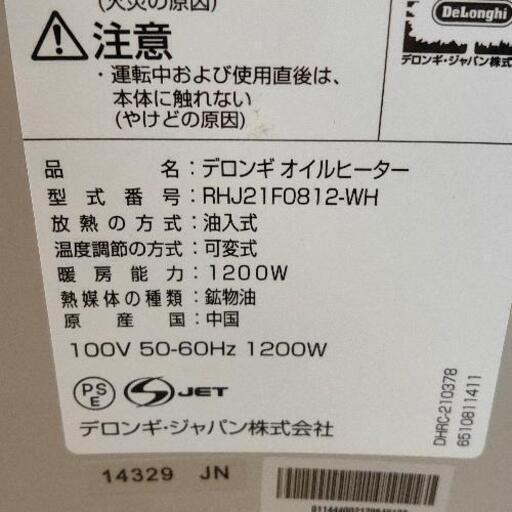 (火災の原因)
注意
・運転中および使用直後は、
本体に触れない
(やけどの原因)
DeLonghi
デロンギ・ジャパン株式
品名：デロンギ オイルヒーター
型式番号：RHJ21F0812-WH
放熱の方式：油入式
温度調節の方式：可変式
暖房能力：1200W
熱媒体の種類：鉱物油
原産国：中国
100V 50-60Hz 1200W
PSE
S JET
デロンギ・ジャパン株式会社
DHRC-210378
6510811411
14329 JN